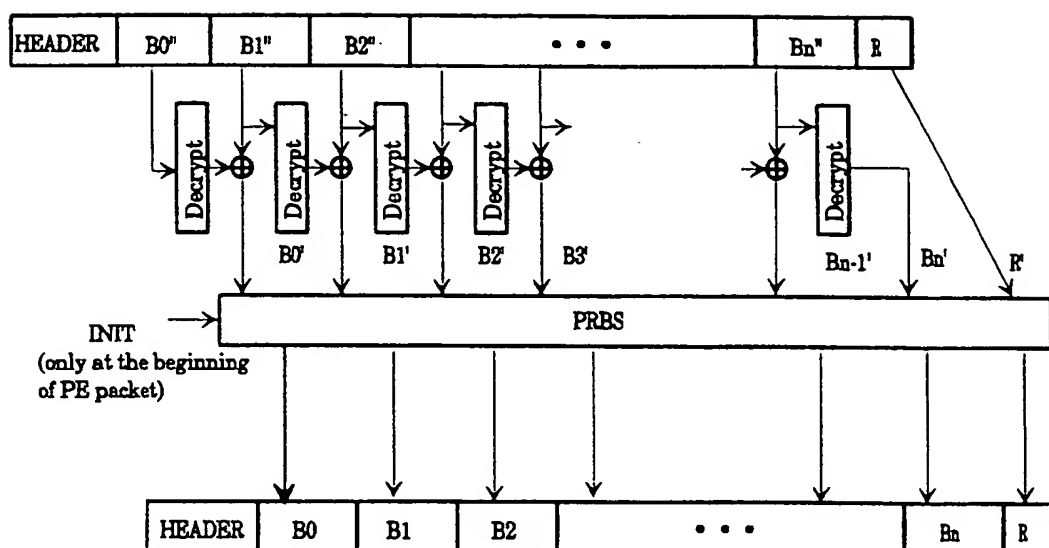 HEADER B0" B1" B2" • • • Bn" R
Decrypt Decrypt Decrypt Decrypt Decrypt
B0' B1' B2' B3' Bn-1' Bn' R'
PRBS
INIT
(only at the beginning
of PE packet)
HEADER B0 B1 B2 • • • Bn R